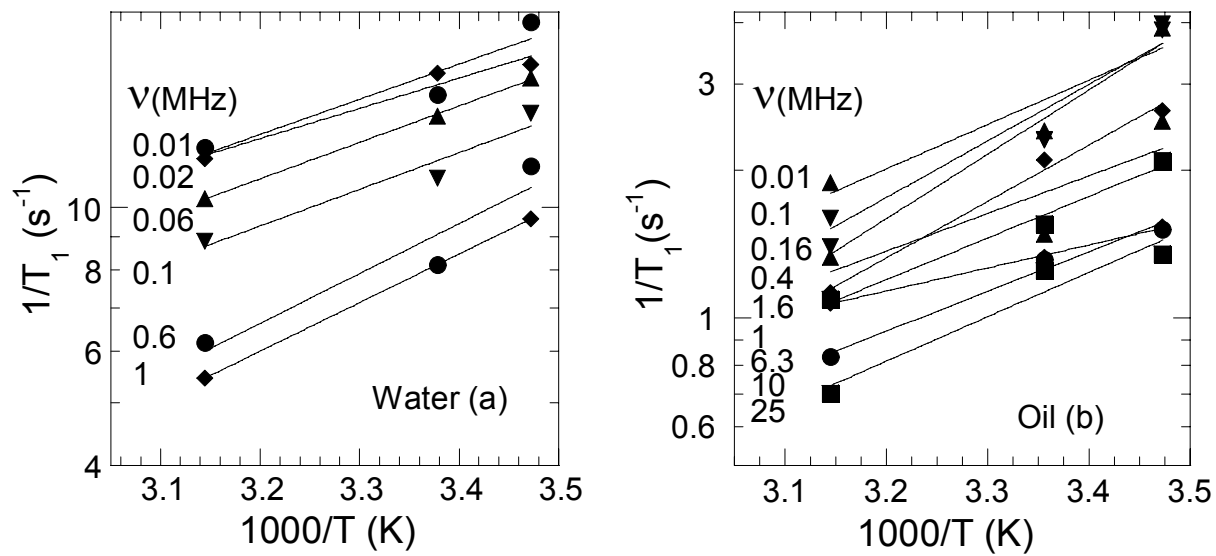 ν(MHz)
0.01
0.02
0.06
0.1
0.6
1
10
8
6
4
1/T1 (s-1)
Water (a)
3.1 3.2 3.3 3.4 3.5
1000/T (K)
ν(MHz)
0.01
0.1
0.16
0.4
1.6
1
6.3
10
25
3
2
1
0.8
0.6
1/T1(s-1)
Oil (b)
3.1 3.2 3.3 3.4 3.5
1000/T (K)